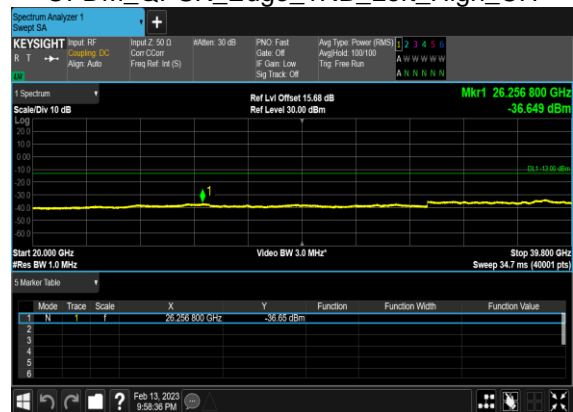 Spectrum Analyzer 1
Swept SA
+
KEYSIGHT Input: RF Input Z: 50 Ω #Atten: 30 dB PNO: Fast Avg Type: Power (RMS) 1 2 3 4 5 6
R T Coupling: DC Corr CCorr Gate: Off Avg|Hold: 100/100 A W W W W W
Align: Auto Freq Ref: Int (S) IF Gain: Low Trig: Free Run
LU Sig Track: Off A N N N N N
1 Spectrum Ref Lvl Offset 15.68 dB Mkr1 26.256 800 GHz
Scale/Div 10 dB Ref Level 30.00 dBm -36.649 dBm
Log
20.0
10.0
0.00
-10.0
DL1 -13.00 dBm
-20.0
-30.0
1
-40.0
-50.0
-60.0
Start 20.000 GHz Video BW 3.0 MHz* Stop 39.800 GHz
#Res BW 1.0 MHz Sweep 34.7 ms (40001 pts)
5 Marker Table
Mode Trace Scale X Y Function Function Width Function Value
1 N 1 f 26.256 800 GHz -36.65 dBm
2
3
4
5
6
? Feb 13, 2023
9:58:36 PM